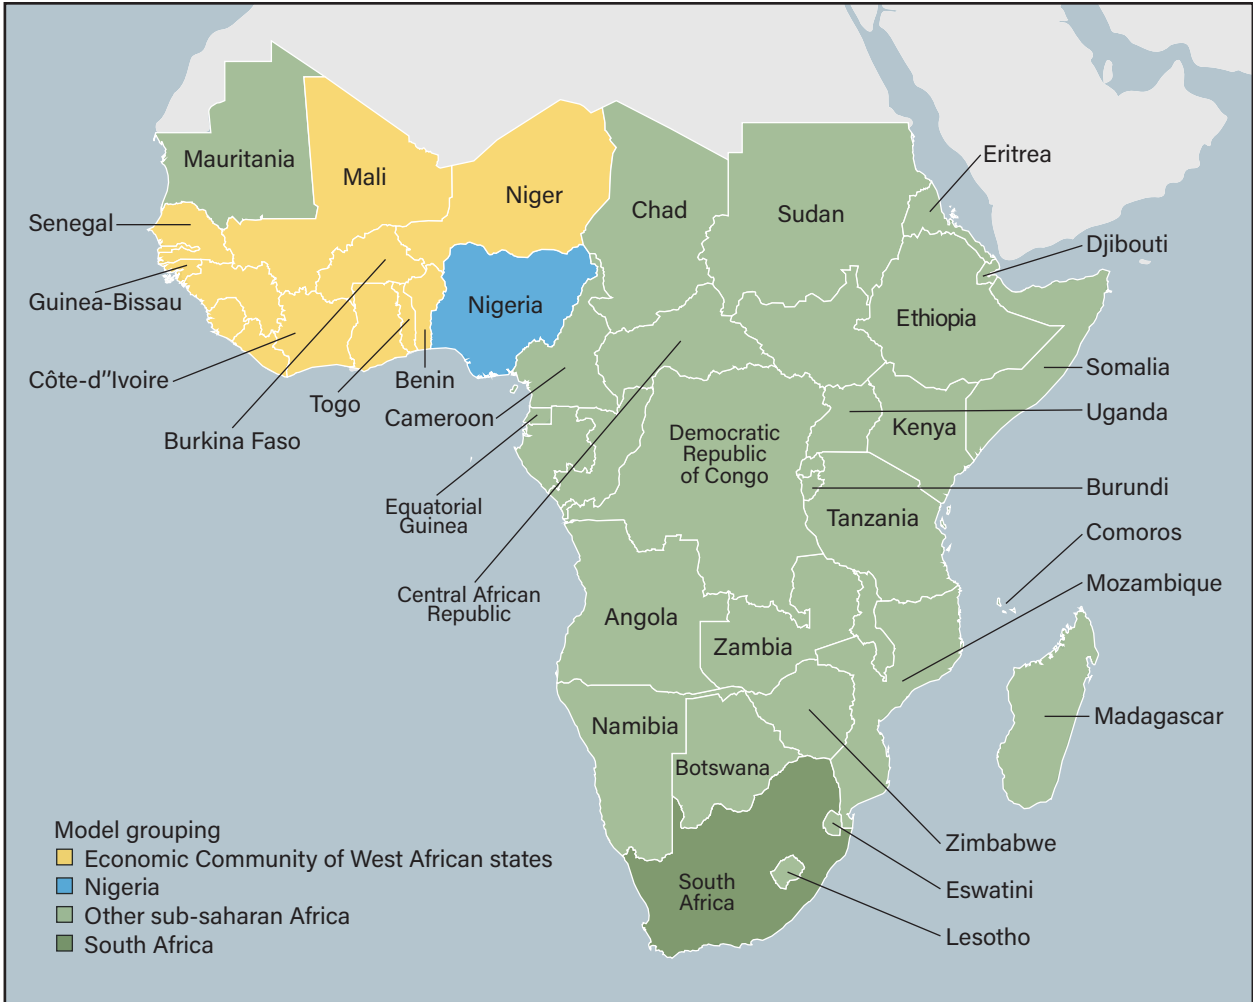 Mauritania
Mali
Niger
Chad
Sudan
Eritrea
Senegal
Djibouti
Guinea-Bissau
Nigeria
Ethiopia
Côte-d"Ivoire
Benin
Somalia
Togo
Cameroon
Uganda
Burkina Faso
Kenya
Democratic
Republic
of Congo
Equatorial
Guinea
Burundi
Tanzania
Comoros
Central African
Republic
Mozambique
Angola
Zambia
Namibia
Madagascar
Botswana
Model grouping
Economic Community of West African states
Nigeria
Other sub-saharan Africa
South Africa
South
Africa
Zimbabwe
Eswatini
Lesotho